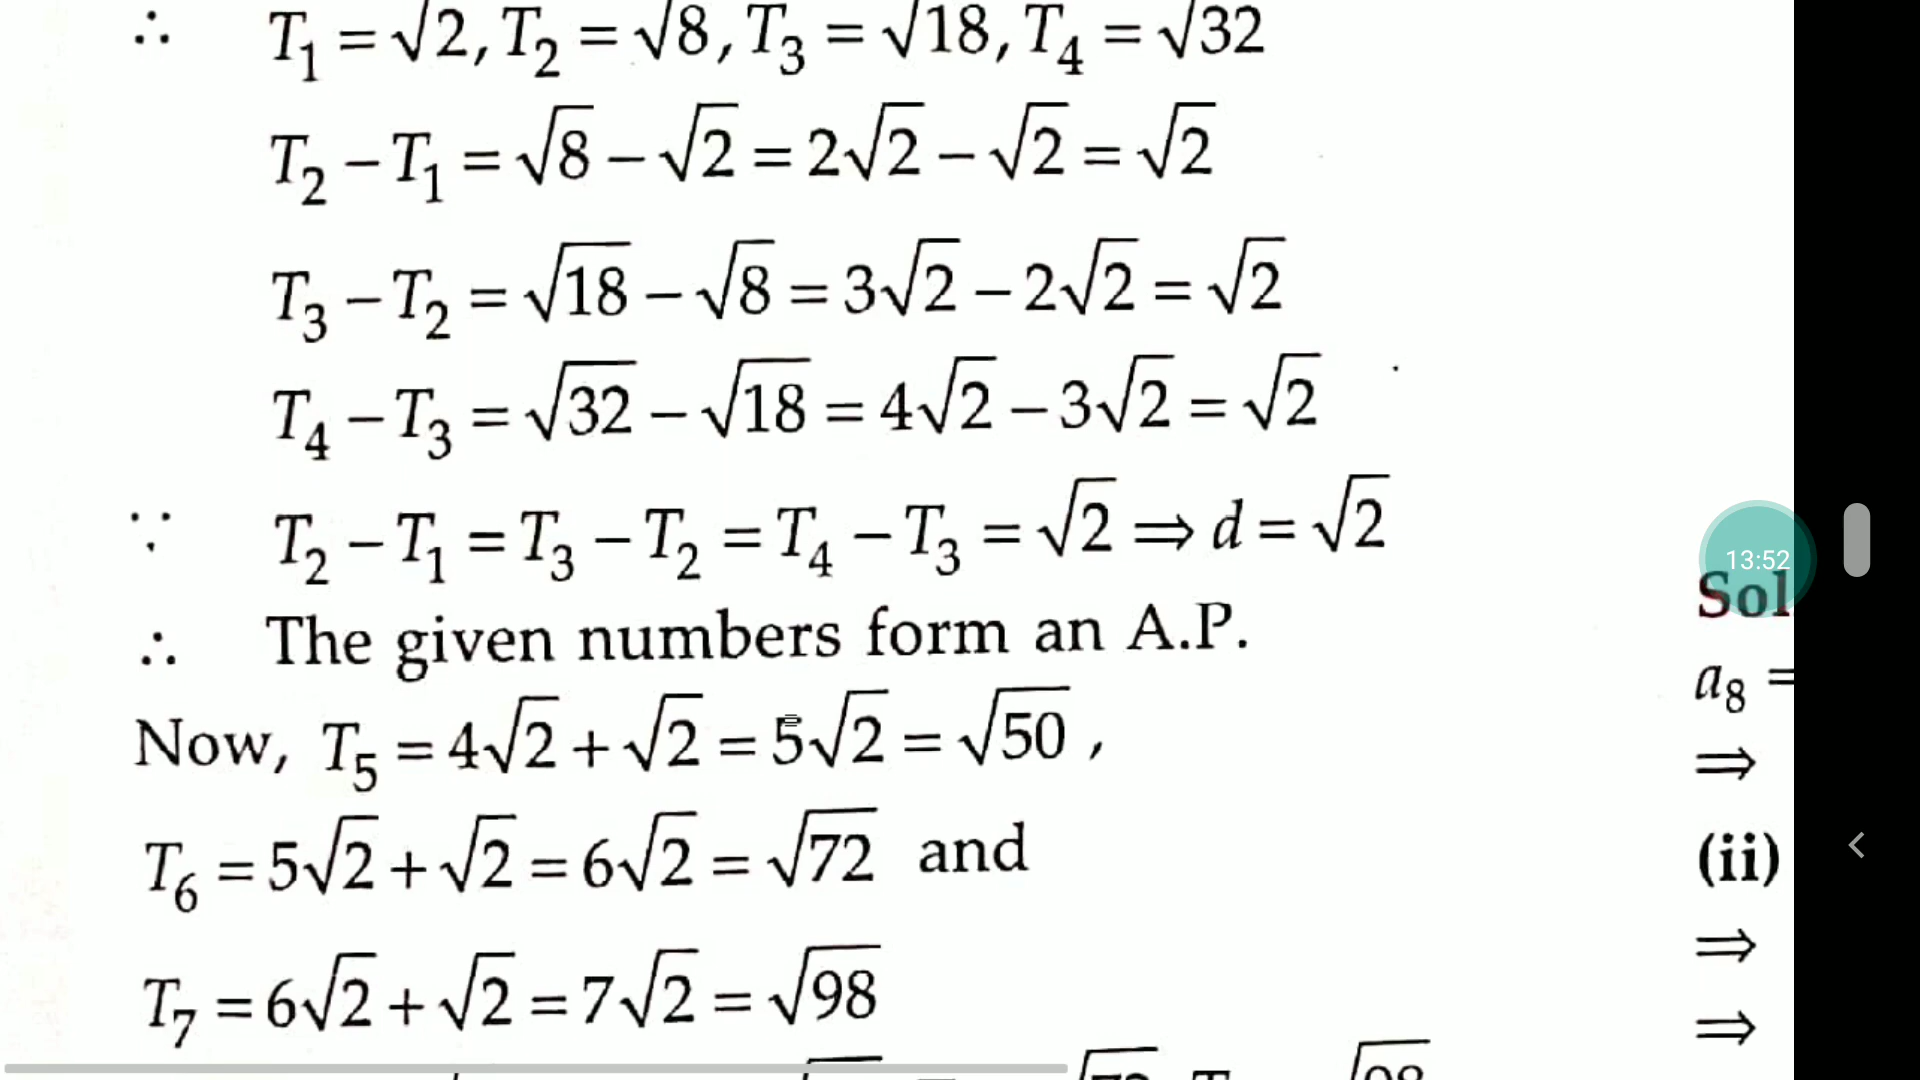 ∴ T₁ = √2, T₂ = √8, T₃ = √18, T₄ = √32
T₂ − T₁ = √8 − √2 = 2√2 − √2 = √2
T₃ − T₂ = √18 − √8 = 3√2 − 2√2 = √2
T₄ − T₃ = √32 − √18 = 4√2 − 3√2 = √2
∵ T₂ − T₁ = T₃ − T₂ = T₄ − T₃ = √2 ⇒ d = √2
∴ The given numbers form an A.P.
Now, T₅ = 4√2 + √2 = 5√2 = √50 ,
T₆ = 5√2 + √2 = 6√2 = √72 and
T₇ = 6√2 + √2 = 7√2 = √98
13:52
Sol
a₈ =
⇒
(ii)
⇒
⇒